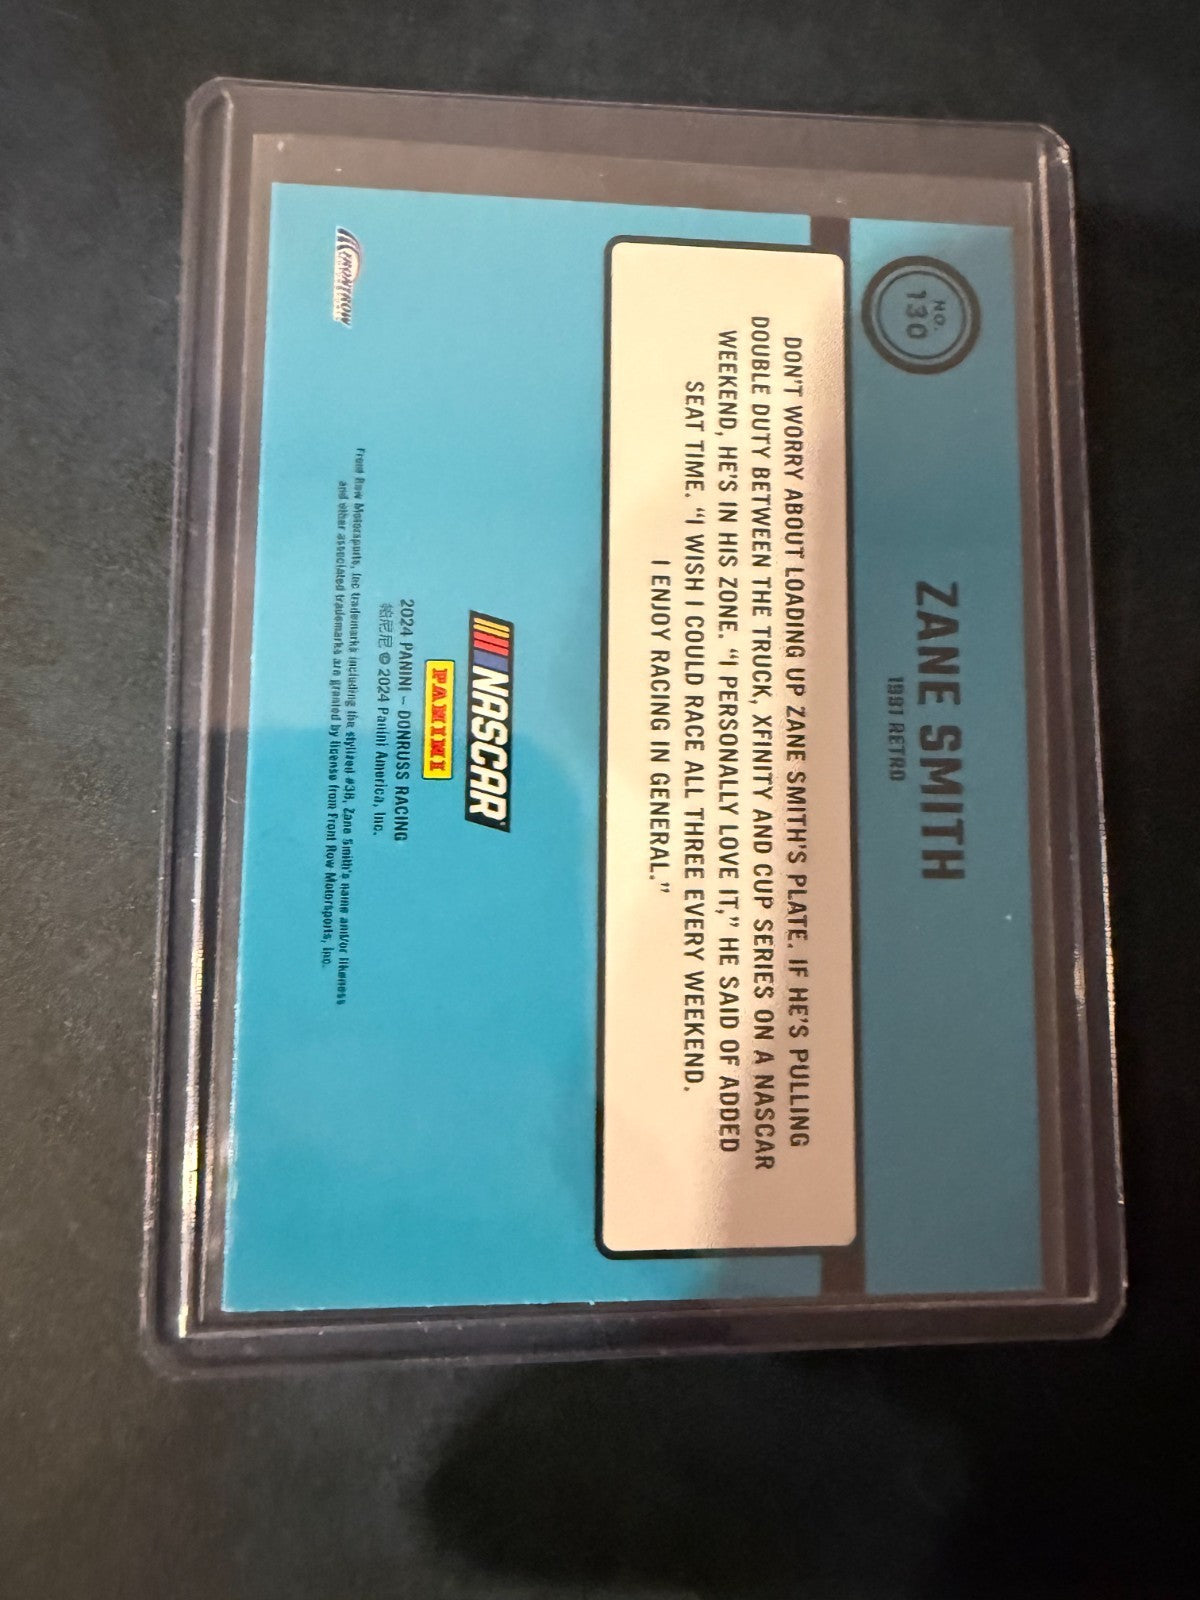 NO.
130
ZANE SMITH
1991 RETRO
DON'T WORRY ABOUT LOADING UP ZANE SMITH'S PLATE. IF HE'S PULLING
DOUBLE DUTY BETWEEN THE TRUCK, XFINITY AND CUP SERIES ON A NASCAR
WEEKEND, HE'S IN HIS ZONE. “I PERSONALLY LOVE IT,” HE SAID OF ADDED
SEAT TIME. “I WISH I COULD RACE ALL THREE EVERY WEEKEND.
I ENJOY RACING IN GENERAL.”
NASCAR
PANINI
2024 PANINI – DONRUSS RACING
帕尼尼 © 2024 Panini America, Inc.
Front Row Motorsports, Inc trademarks including the stylized #38, Zane Smith's name and/or likeness
and other associated trademarks are granted by license from Front Row Motorsports, Inc.
FRONTROW